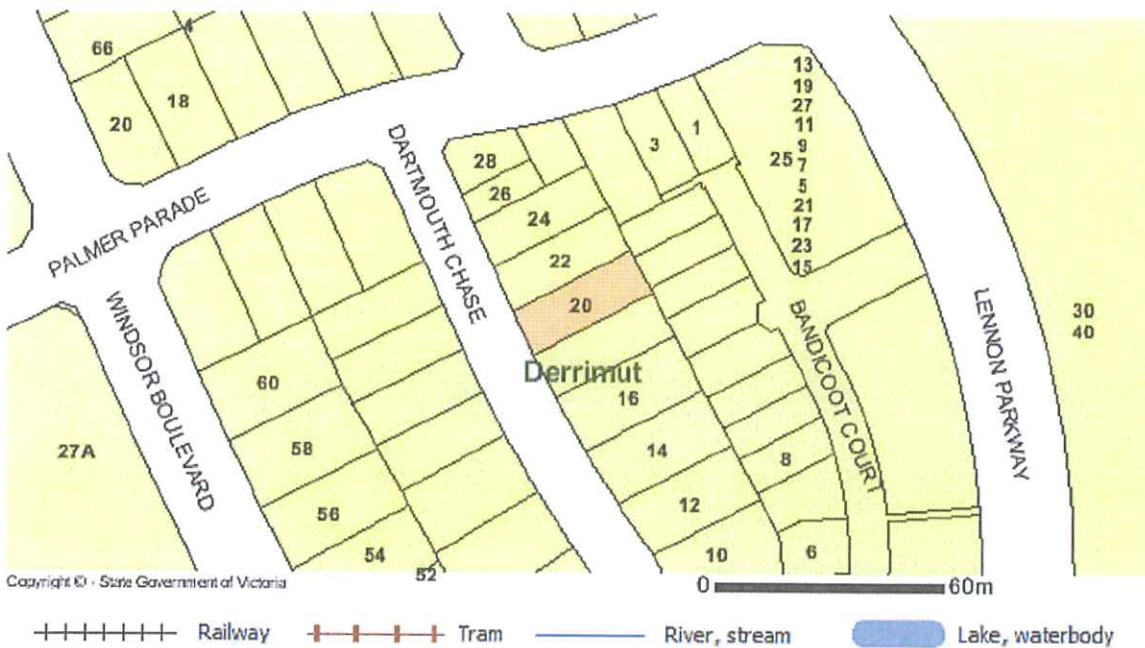 66
4
20
18
28
26
24
22
20
3
1
13
19
27
11
9
25
7
5
21
17
23
15
PALMER PARADE
DARTMOUTH CHASE
WINDSOR BOULEVARD
BANDICOOT COURT
LENNON PARKWAY
30
40
Derrimut
60
58
56
54
52
27A
16
14
12
10
8
6
Copyright © - State Government of Victoria
0 60m
Railway
Tram
River, stream
Lake, waterbody